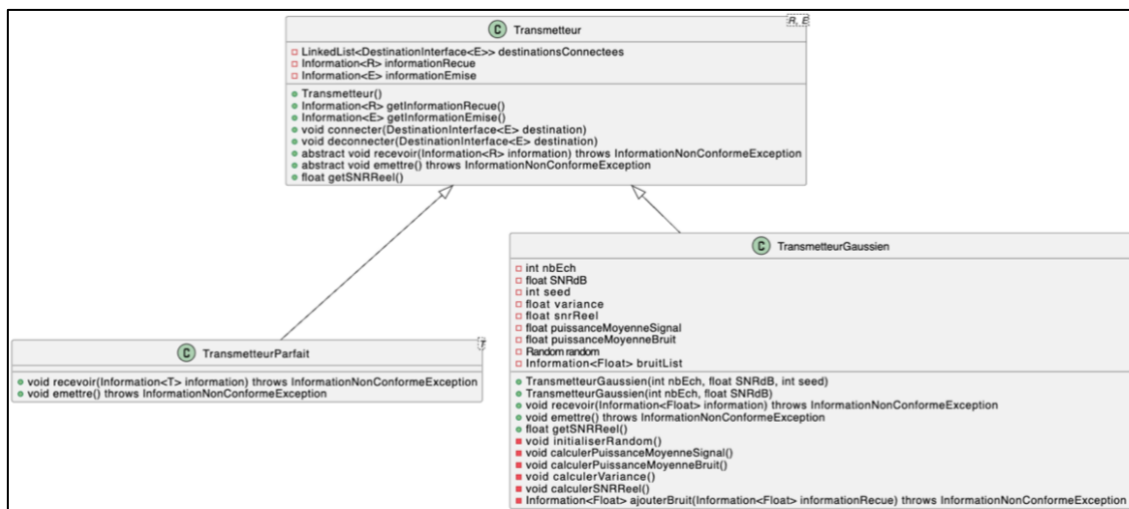 C Transmetteur
R, E
LinkedList<DestinationInterface<E>> destinationsConnectees
Information<R> informationRecue
Information<E> informationEmise
Transmetteur()
Information<R> getInformationRecue()
Information<E> getInformationEmise()
void connecter(DestinationInterface<E> destination)
void deconnecter(DestinationInterface<E> destination)
abstract void recevoir(Information<R> information) throws InformationNonConformeException
abstract void emettre() throws InformationNonConformeException
float getSNRReel()
C TransmetteurGaussien
int nbEch
float SNRdB
int seed
float variance
float snrReel
float puissanceMoyenneSignal
float puissanceMoyenneBruit
Random random
Information<Float> bruitList
TransmetteurGaussien(int nbEch, float SNRdB, int seed)
TransmetteurGaussien(int nbEch, float SNRdB)
void recevoir(Information<Float> information) throws InformationNonConformeException
void emettre() throws InformationNonConformeException
float getSNRReel()
void initialiserRandom()
void calculerPuissanceMoyenneSignal()
void calculerPuissanceMoyenneBruit()
void calculerVariance()
void calculerSNRReel()
Information<Float> ajouterBruit(Information<Float> informationRecue) throws InformationNonConformeException
C TransmetteurParfait
T
void recevoir(Information<T> information) throws InformationNonConformeException
void emettre() throws InformationNonConformeException